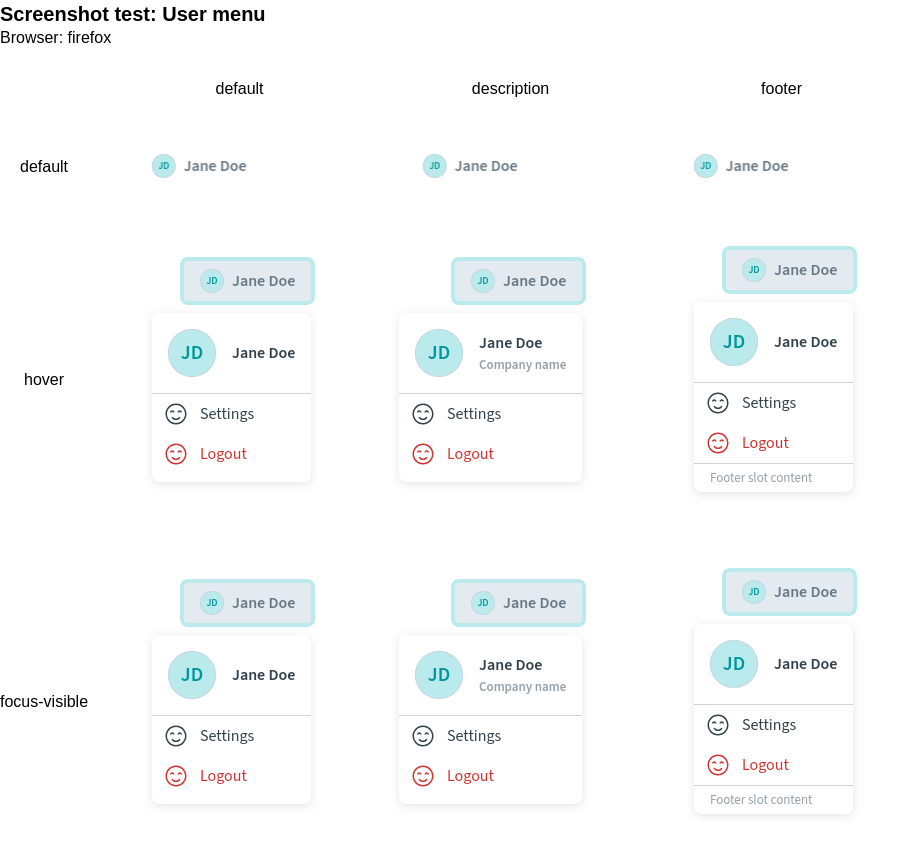 Screenshot test: User menu
Browser: firefox
default description footer
default JD Jane Doe JD Jane Doe JD Jane Doe
hover
JD Jane Doe
JD Jane Doe
Settings
Logout
JD Jane Doe
JD Jane Doe
Company name
Settings
Logout
JD Jane Doe
JD Jane Doe
Settings
Logout
Footer slot content
focus-visible
JD Jane Doe
JD Jane Doe
Settings
Logout
JD Jane Doe
JD Jane Doe
Company name
Settings
Logout
JD Jane Doe
JD Jane Doe
Settings
Logout
Footer slot content